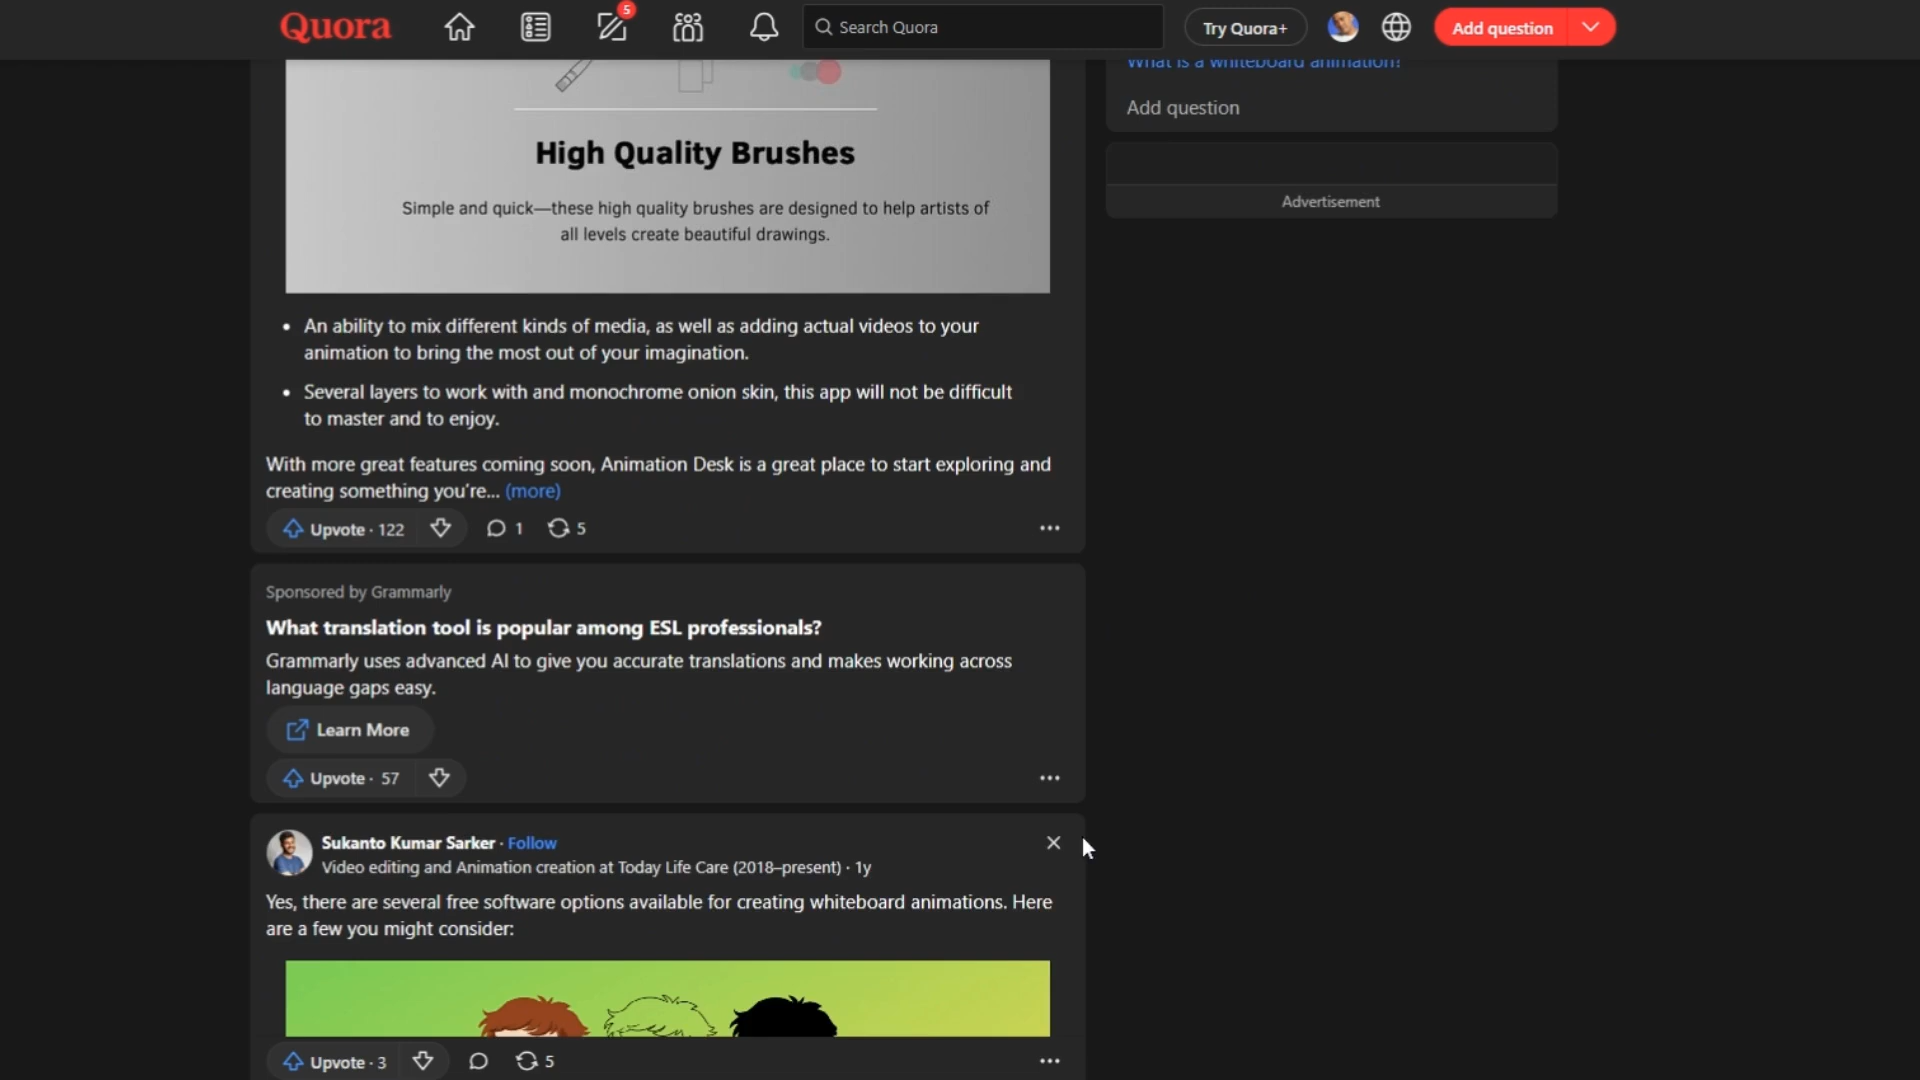 Quora
5
Search Quora
Try Quora+
Add question
What is a whiteboard animation?
Add question
Advertisement
High Quality Brushes
Simple and quick—these high quality brushes are designed to help artists of
all levels create beautiful drawings.
• An ability to mix different kinds of media, as well as adding actual videos to your
animation to bring the most out of your imagination.
• Several layers to work with and monochrome onion skin, this app will not be difficult
to master and to enjoy.
With more great features coming soon, Animation Desk is a great place to start exploring and
creating something you're... (more)
Upvote · 122
1
5
Sponsored by Grammarly
What translation tool is popular among ESL professionals?
Grammarly uses advanced AI to give you accurate translations and makes working across
language gaps easy.
Learn More
Upvote · 57
Sukanto Kumar Sarker · Follow
Video editing and Animation creation at Today Life Care (2018–present) · 1y
Yes, there are several free software options available for creating whiteboard animations. Here
are a few you might consider:
Upvote · 3
5